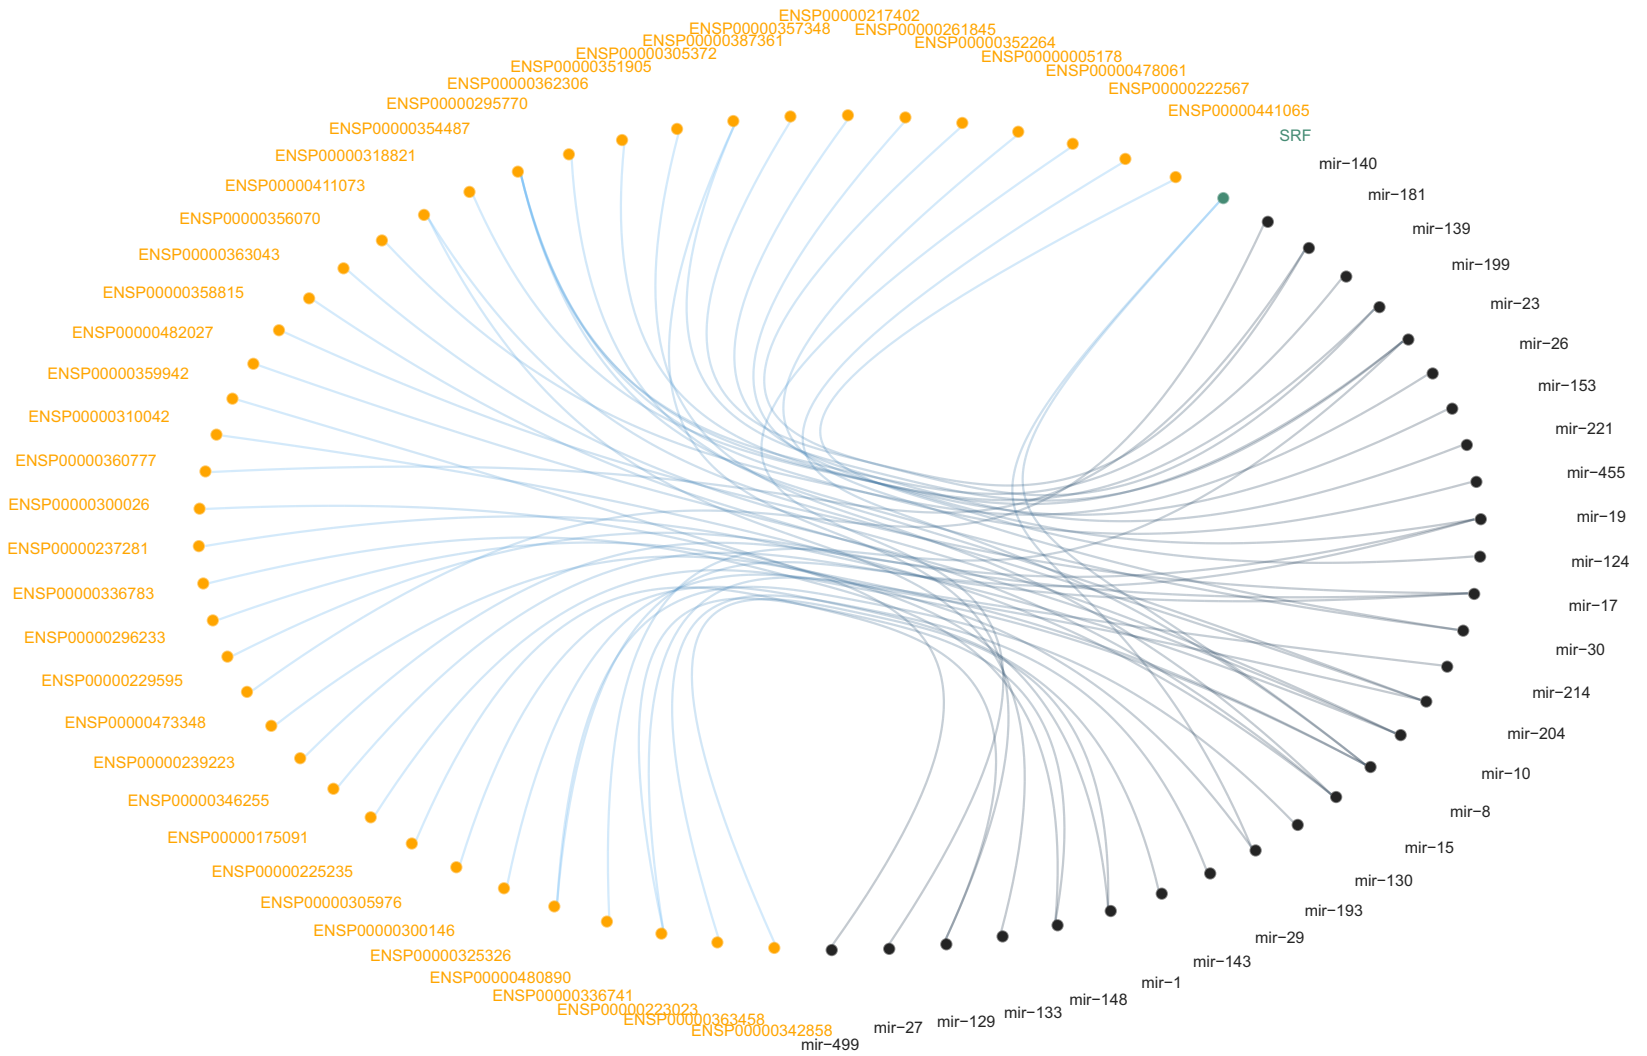 ENSP00000217402
ENSP00000357348
ENSP00000261845
ENSP00000387361
ENSP00000352264
ENSP00000305372
ENSP00000005178
ENSP00000351905
ENSP00000478061
ENSP00000362306
ENSP00000222567
ENSP00000295770
ENSP00000441065
ENSP00000354487
SRF
ENSP00000318821
mir−140
ENSP00000411073
mir−181
ENSP00000356070
mir−139
ENSP00000363043
mir−199
ENSP00000358815
mir−23
ENSP00000482027
mir−26
ENSP00000359942
mir−153
ENSP00000310042
mir−221
ENSP00000360777
mir−455
ENSP00000300026
mir−19
ENSP00000237281
mir−124
ENSP00000336783
mir−17
ENSP00000296233
mir−30
ENSP00000229595
mir−214
ENSP00000473348
mir−204
ENSP00000239223
mir−10
ENSP00000346255
mir−8
ENSP00000175091
mir−15
ENSP00000225235
mir−130
ENSP00000305976
mir−193
ENSP00000300146
mir−29
ENSP00000325326
mir−143
ENSP00000480890
mir−1
ENSP00000336741
mir−148
ENSP00000223023
mir−133
ENSP00000363458
mir−129
ENSP00000342858
mir−27
mir−499